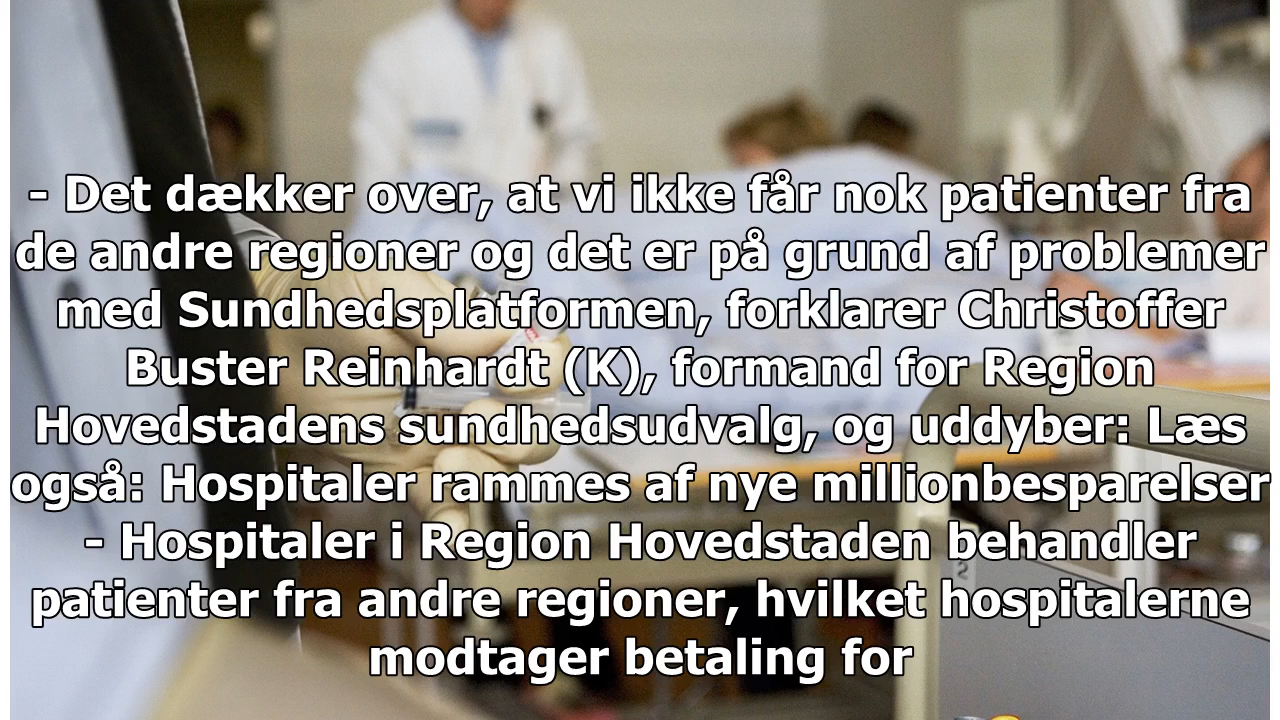 - Det dækker over, at vi ikke får nok patienter fra
de andre regioner og det er på grund af problemer
med Sundhedsplatformen, forklarer Christoffer
Buster Reinhardt (K), formand for Region
Hovedstadens sundhedsudvalg, og uddyber: Læs
også: Hospitaler rammes af nye millionbesparelser
- Hospitaler i Region Hovedstaden behandler
patienter fra andre regioner, hvilket hospitalerne
modtager betaling for
2